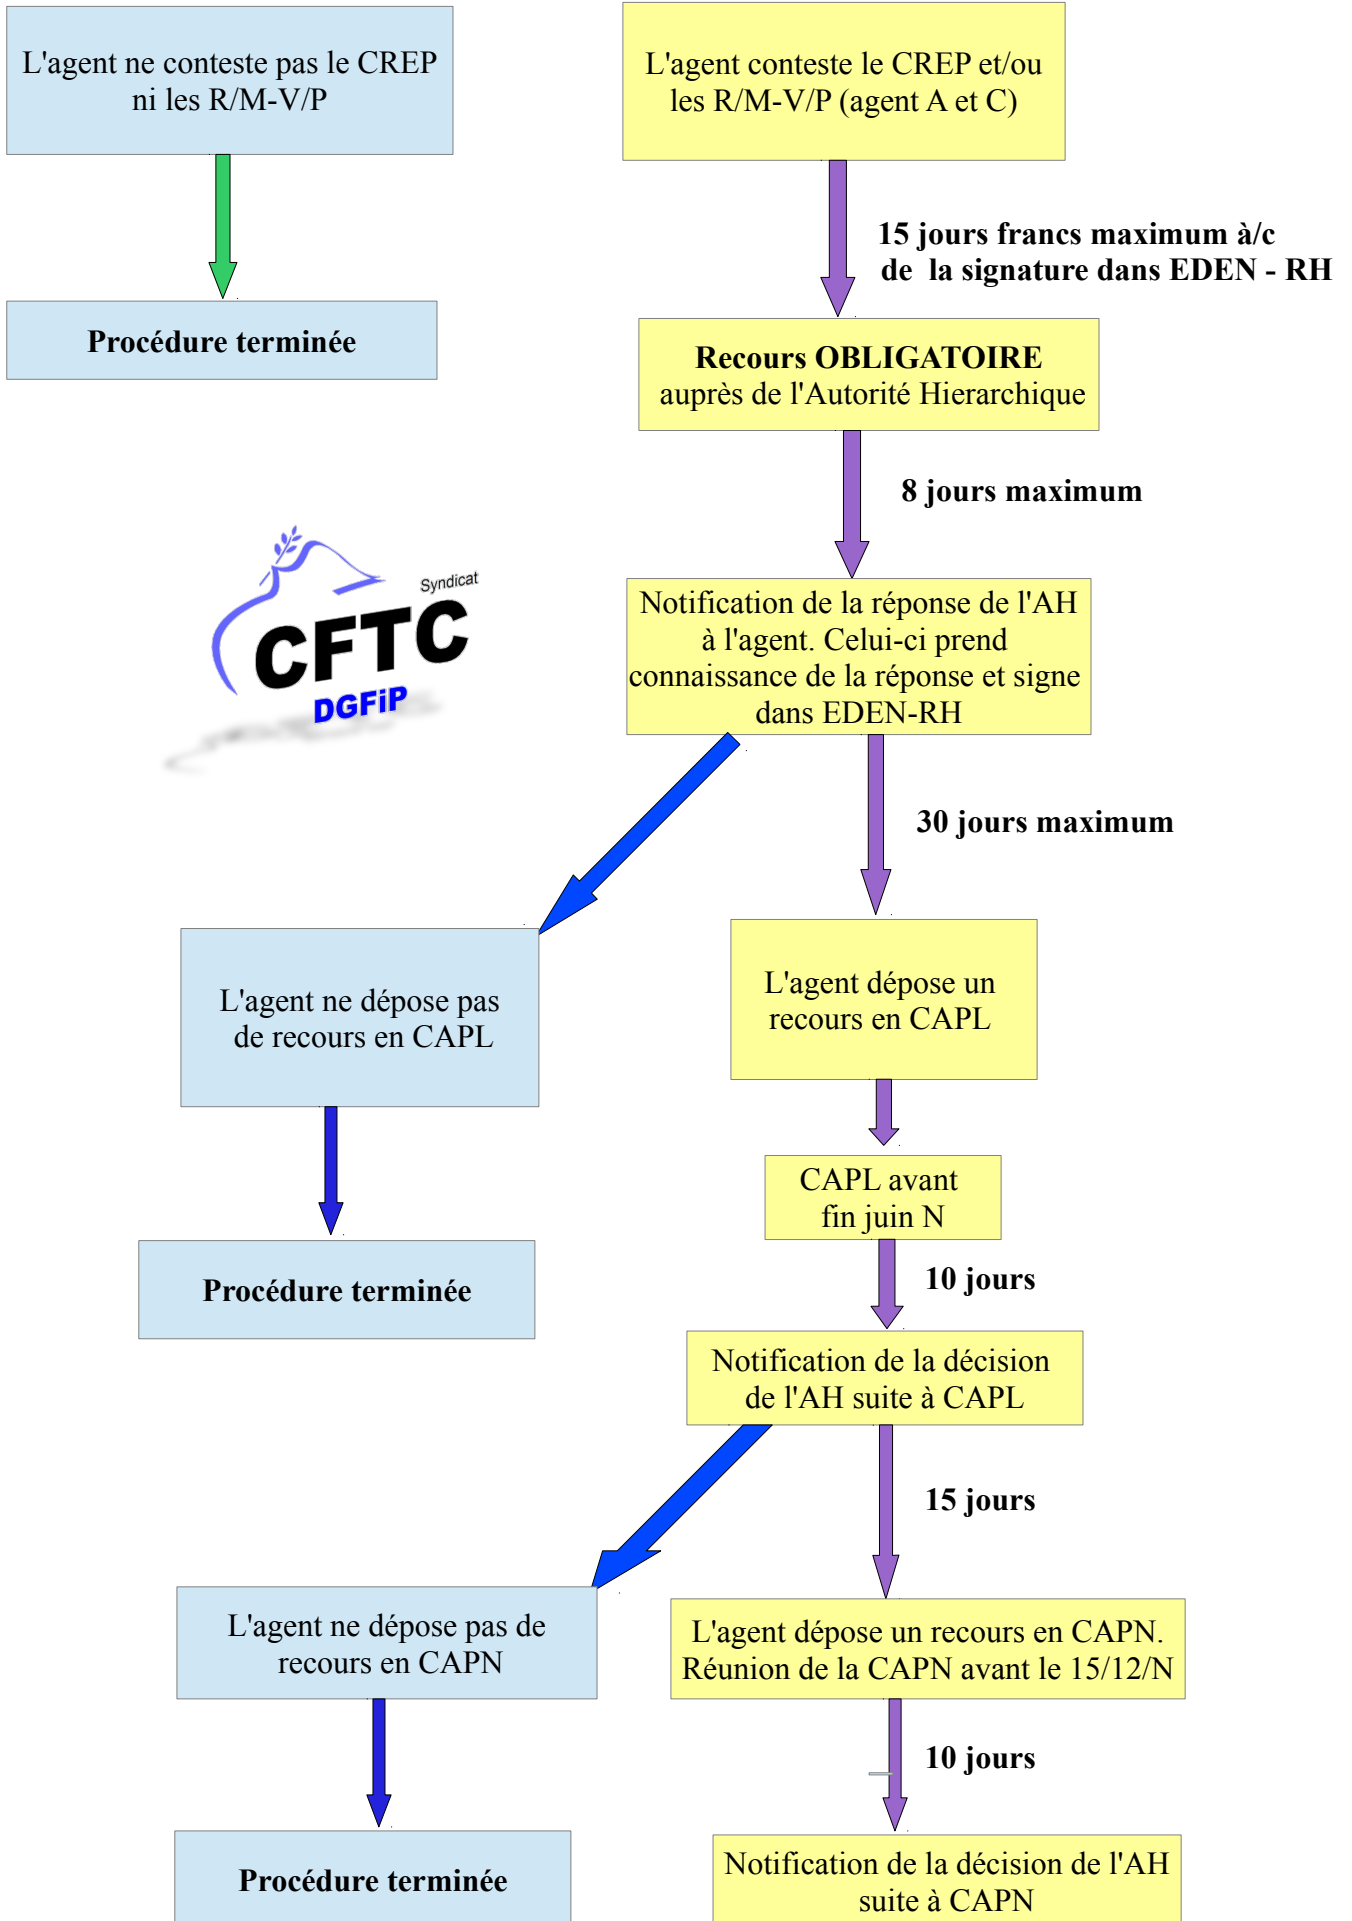 L'agent ne conteste pas le CREP
ni les R/M-V/P
L'agent conteste le CREP et/ou
les R/M-V/P (agent A et C)
15 jours francs maximum à/c
de la signature dans EDEN - RH
Procédure terminée
Recours OBLIGATOIRE
auprès de l'Autorité Hierarchique
8 jours maximum
Syndicat
CFTC
DGFiP
Notification de la réponse de l'AH
à l'agent. Celui-ci prend
connaissance de la réponse et signe
dans EDEN-RH
30 jours maximum
L'agent ne dépose pas
de recours en CAPL
L'agent dépose un
recours en CAPL
CAPL avant
fin juin N
Procédure terminée
10 jours
Notification de la décision
de l'AH suite à CAPL
15 jours
L'agent ne dépose pas de
recours en CAPN
L'agent dépose un recours en CAPN.
Réunion de la CAPN avant le 15/12/N
10 jours
Procédure terminée
Notification de la décision de l'AH
suite à CAPN